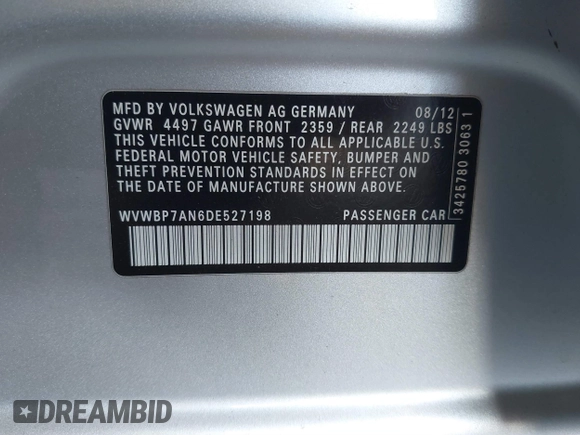 MFD BY VOLKSWAGEN AG GERMANY 08/12
GVWR 4497 GAWR FRONT 2359 / REAR 2249 LBS
THIS VEHICLE CONFORMS TO ALL APPLICABLE U.S.
FEDERAL MOTOR VEHICLE SAFETY, BUMPER AND
THEFT PREVENTION STANDARDS IN EFFECT ON
THE DATE OF MANUFACTURE SHOWN ABOVE.
WVWBP7AN6DE527198 PASSENGER CAR
3425780 3063 1
DREAMBID